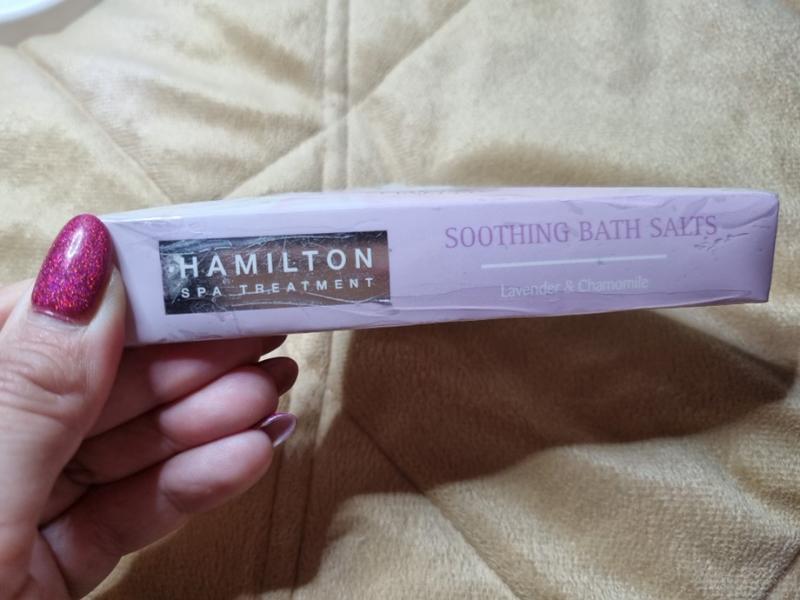 HAMILTON
SPA TREATMENT
SOOTHING BATH SALTS
Lavender & Chamomile